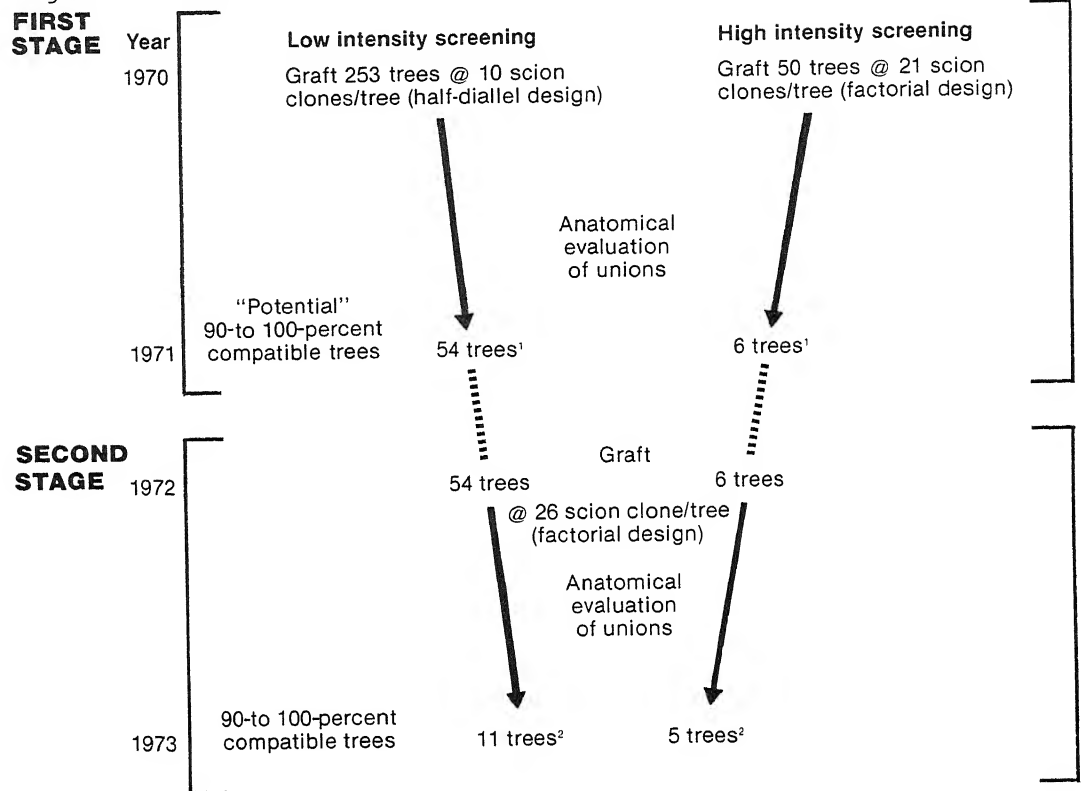 FIRST
STAGE
Year
Low intensity screening
High intensity screening
1970
Graft 253 trees @ 10 scion
clones/tree (half-diallel design)
Graft 50 trees @ 21 scion
clones/tree (factorial design)
Anatomical
evaluation
of unions
"Potential"
90-to 100-percent
compatible trees
1971
54 trees¹
6 trees¹
SECOND
STAGE
1972
Graft
54 trees
6 trees
@ 26 scion clone/tree
(factorial design)
Anatomical
evaluation
of unions
90-to 100-percent
compatible trees
1973
11 trees²
5 trees²